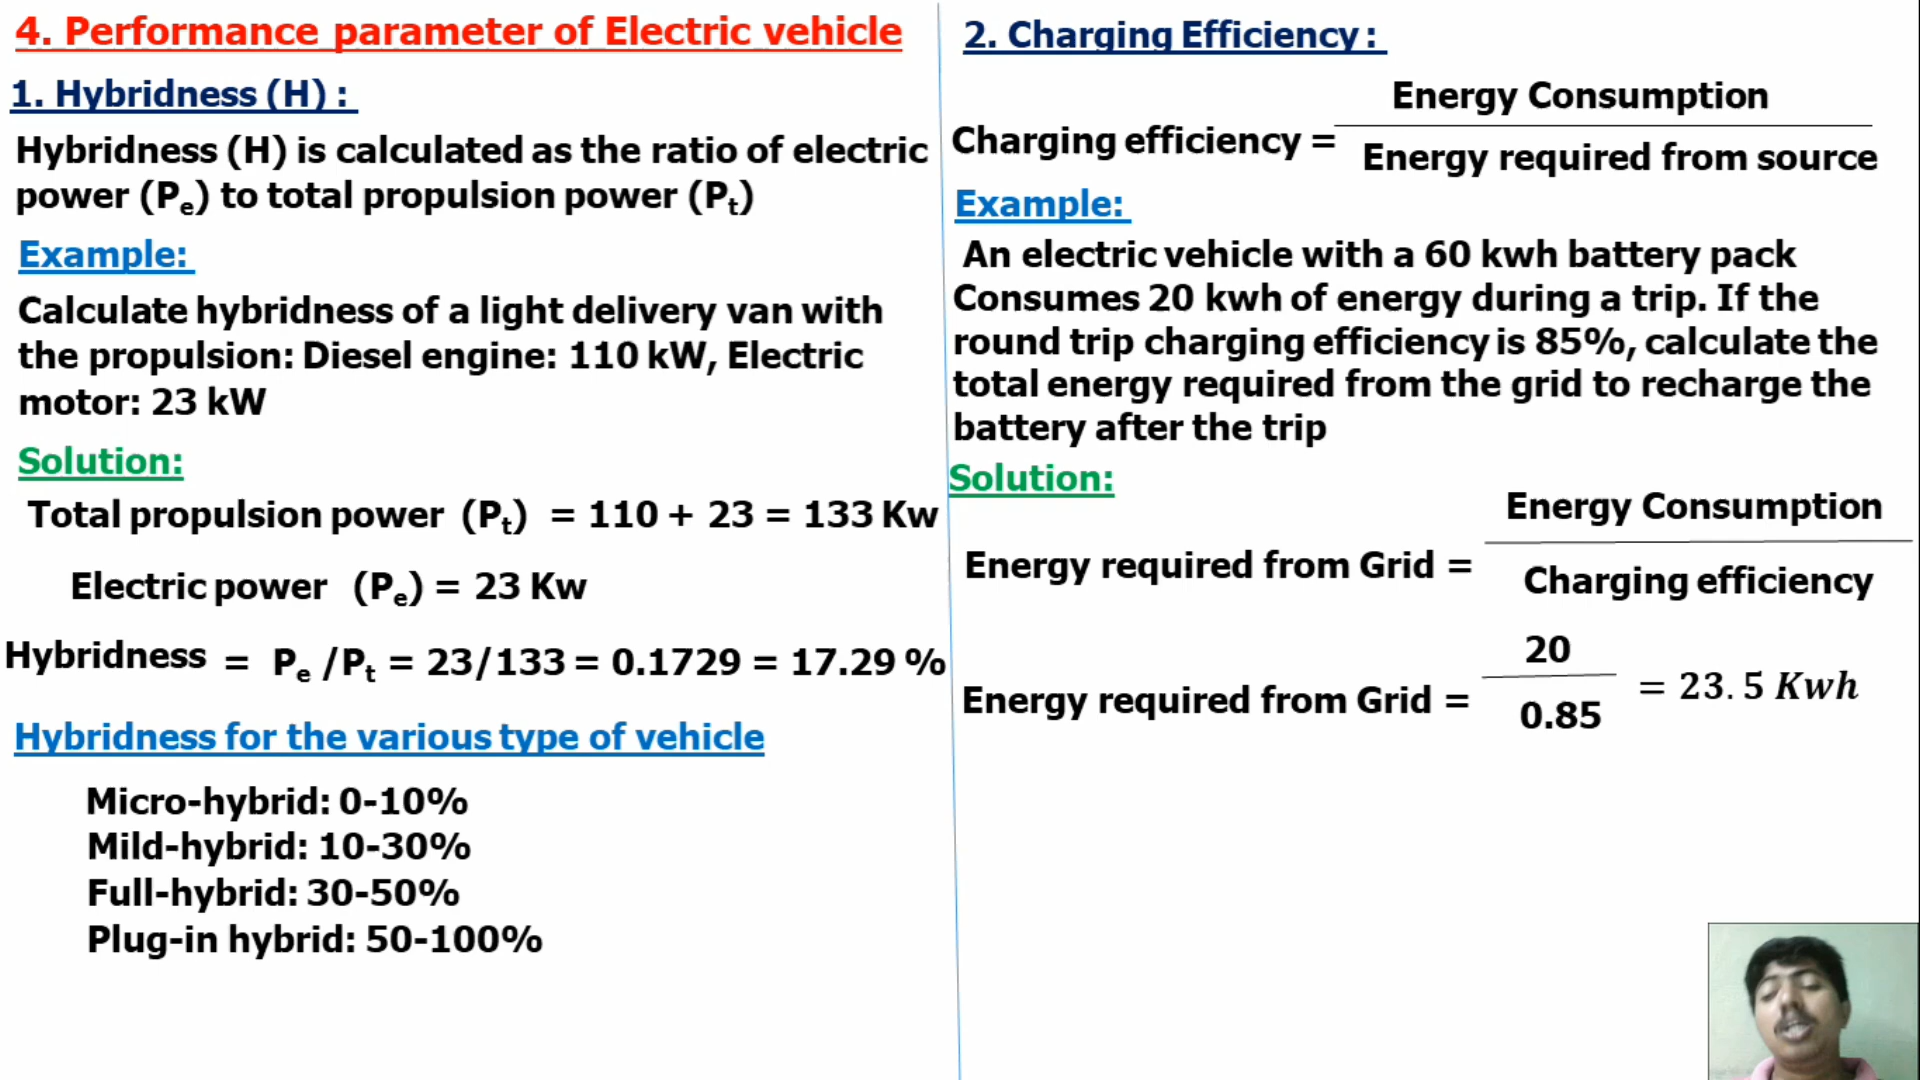 4. Performance parameter of Electric vehicle
1. Hybridness (H) :
Hybridness (H) is calculated as the ratio of electric
power (Pe) to total propulsion power (Pt)
Example:
Calculate hybridness of a light delivery van with
the propulsion: Diesel engine: 110 kW, Electric
motor: 23 kW
Solution:
Total propulsion power (Pt) = 110 + 23 = 133 Kw
Electric power (Pe) = 23 Kw
Hybridness = Pe /Pt = 23/133 = 0.1729 = 17.29 %
Hybridness for the various type of vehicle
Micro-hybrid: 0-10%
Mild-hybrid: 10-30%
Full-hybrid: 30-50%
Plug-in hybrid: 50-100%
2. Charging Efficiency :
Energy Consumption
Charging efficiency =
Energy required from source
Example:
An electric vehicle with a 60 kwh battery pack
Consumes 20 kwh of energy during a trip. If the
round trip charging efficiency is 85%, calculate the
total energy required from the grid to recharge the
battery after the trip
Solution:
Energy Consumption
Energy required from Grid =
Charging efficiency
20
Energy required from Grid = = 23.5 Kwh
0.85